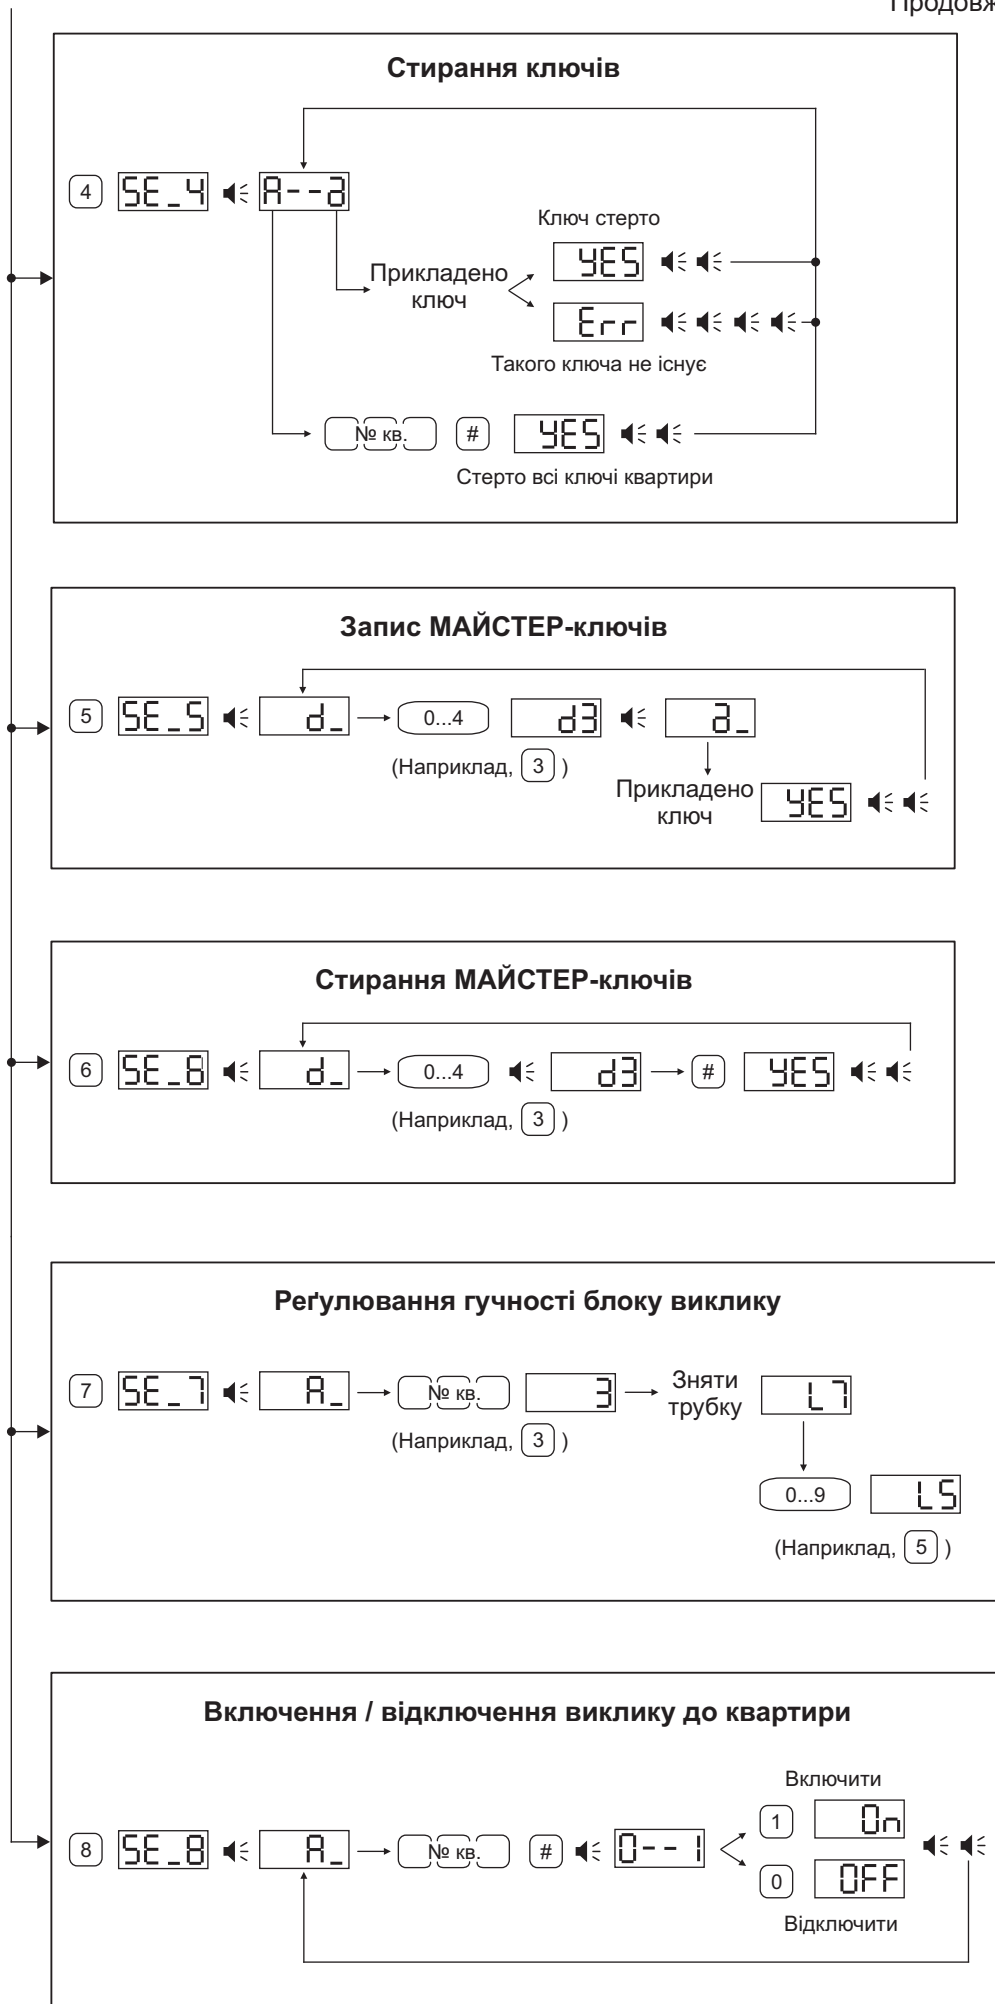 Продовж
Стирання ключів
4 SE_4 A--д
Ключ стерто
YES
Прикладено
ключ
Err
Такого ключа не існує
№ кв. # YES
Стерто всі ключі квартири
Запис МАЙСТЕР-ключів
5 SE_5 d_ 0...4 d3 д_
(Наприклад, 3 )
Прикладено
ключ
YES
Стирання МАЙСТЕР-ключів
6 SE_6 d_ 0...4 d3 # YES
(Наприклад, 3 )
Реґулювання гучності блоку виклику
7 SE_7 A_ № кв. 3 Зняти
трубку
L7
(Наприклад, 3 )
0...9 L5
(Наприклад, 5 )
Включення / відключення виклику до квартири
Включити
1 On
8 SE_8 A_ № кв. # 0--1
0 OFF
Відключити